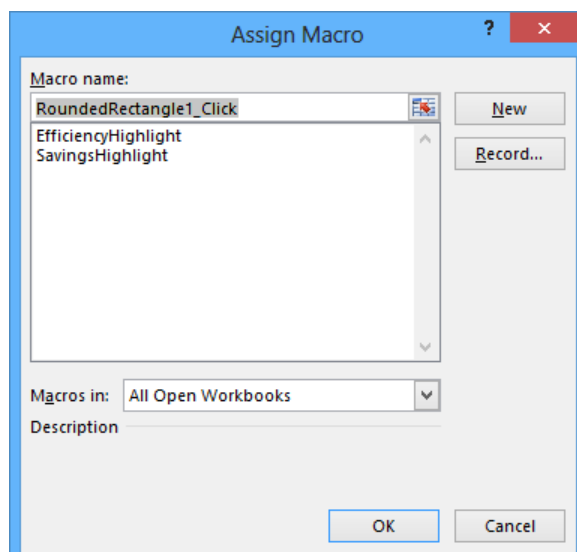 Assign Macro
?
Macro name:
RoundedRectangle1_Click
New
EfficiencyHighlight
SavingsHighlight
Record...
Macros in: All Open Workbooks
Description
OK Cancel